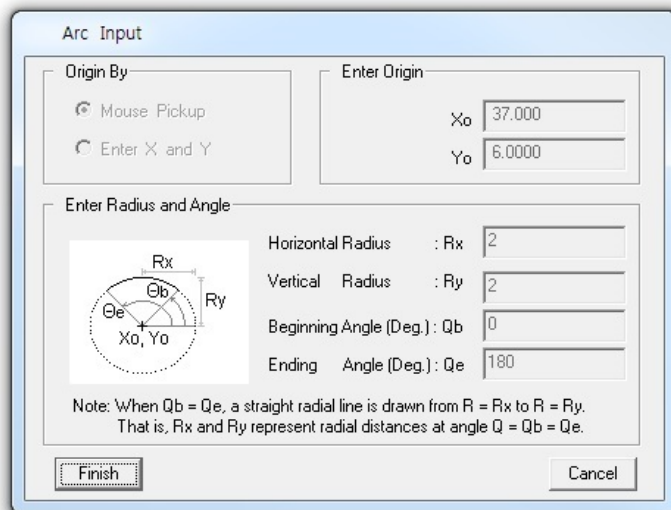 Arc Input
Origin By
Mouse Pickup
Enter X and Y
Enter Origin
Xo 37.000
Yo 6.0000
Enter Radius and Angle
Rx
Θb
Ry
Θe
Xo, Yo
Horizontal Radius : Rx 2
Vertical Radius : Ry 2
Beginning Angle (Deg.) : Qb 0
Ending Angle (Deg.) : Qe 180
Note: When Qb = Qe, a straight radial line is drawn from R = Rx to R = Ry.
That is, Rx and Ry represent radial distances at angle Q = Qb = Qe.
Finish
Cancel